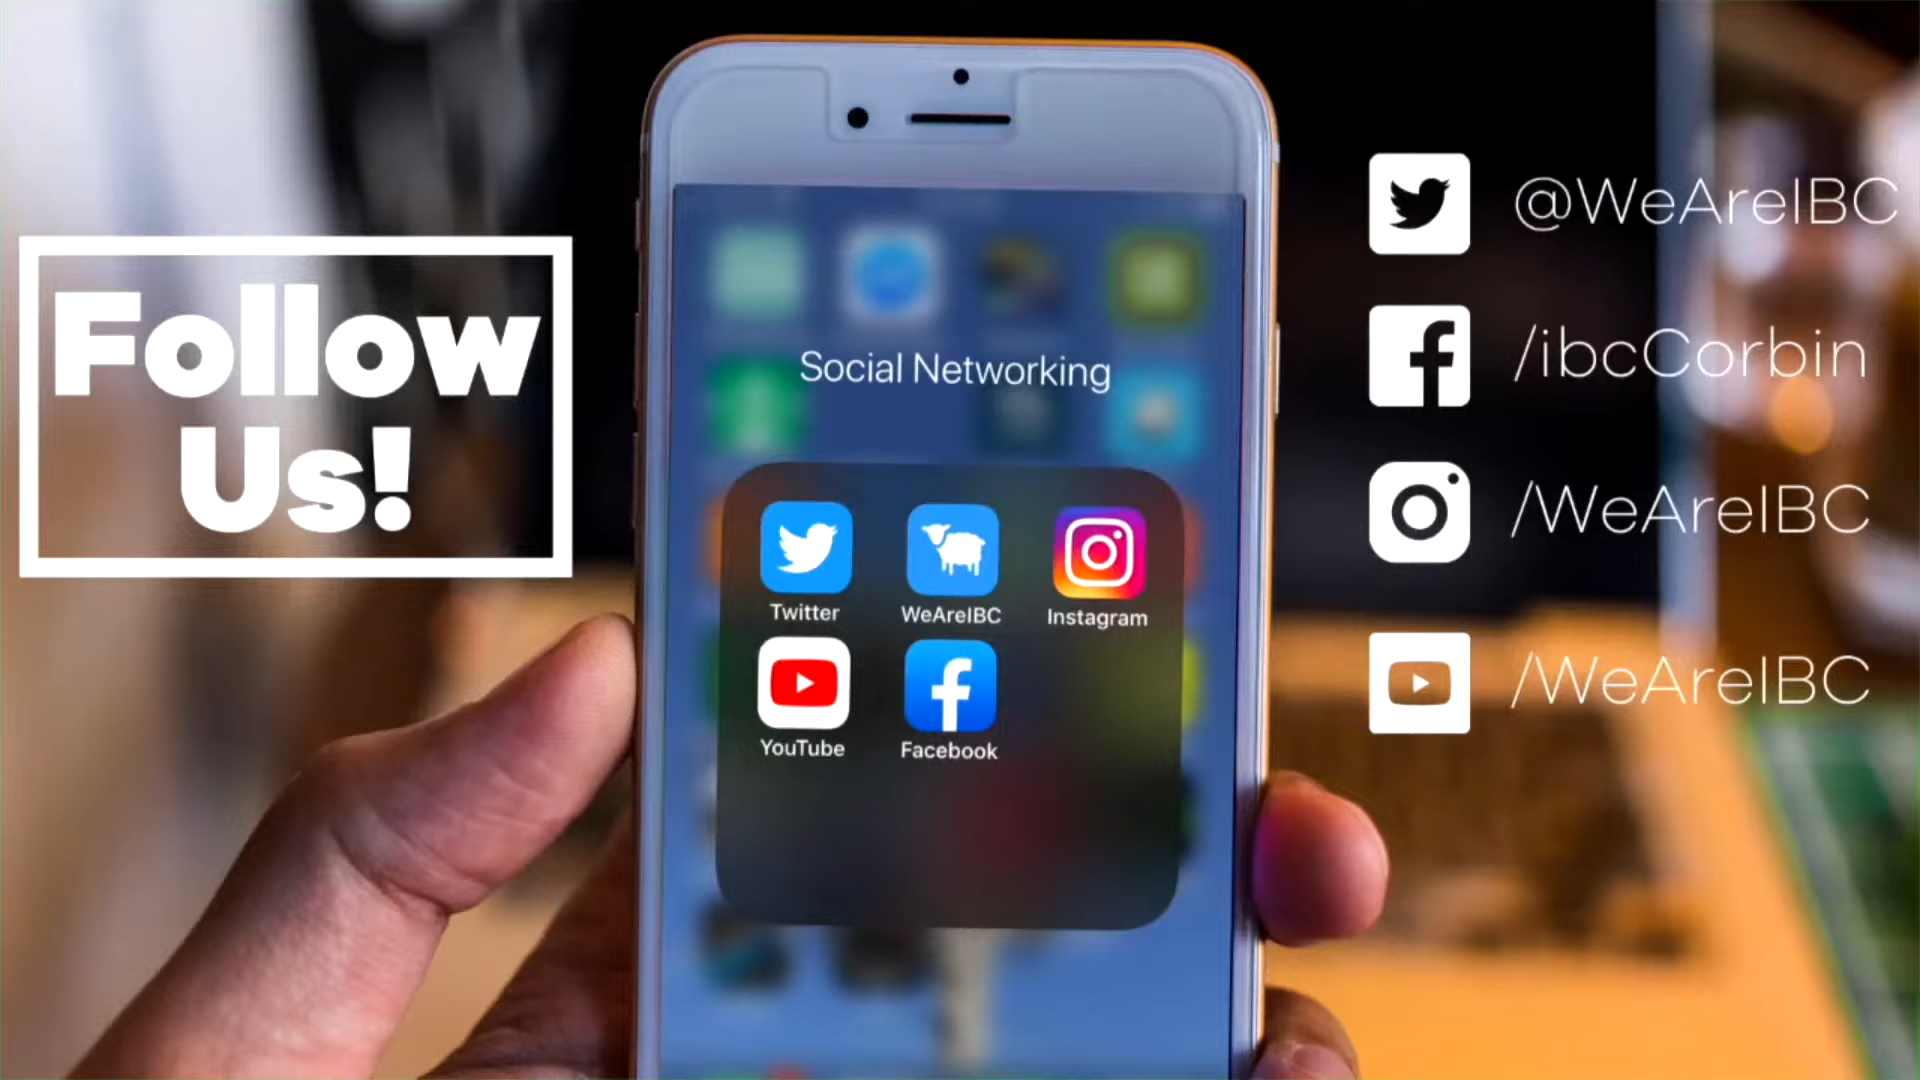 Follow
Us!
Social Networking
Twitter
WeAreIBC
Instagram
YouTube
Facebook
@WeAreIBC
/ibcCorbin
/WeAreIBC
/WeAreIBC